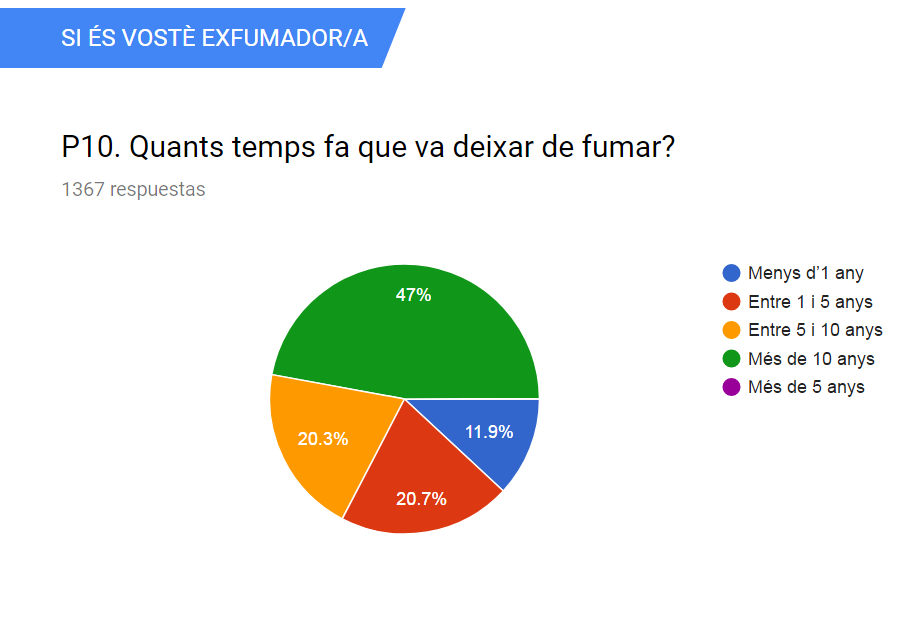 SI ÉS VOSTÈ EXFUMADOR/A
P10. Quants temps fa que va deixar de fumar?
1367 respuestas
47%
11.9%
20.3%
20.7%
Menys d’1 any
Entre 1 i 5 anys
Entre 5 i 10 anys
Més de 10 anys
Més de 5 anys